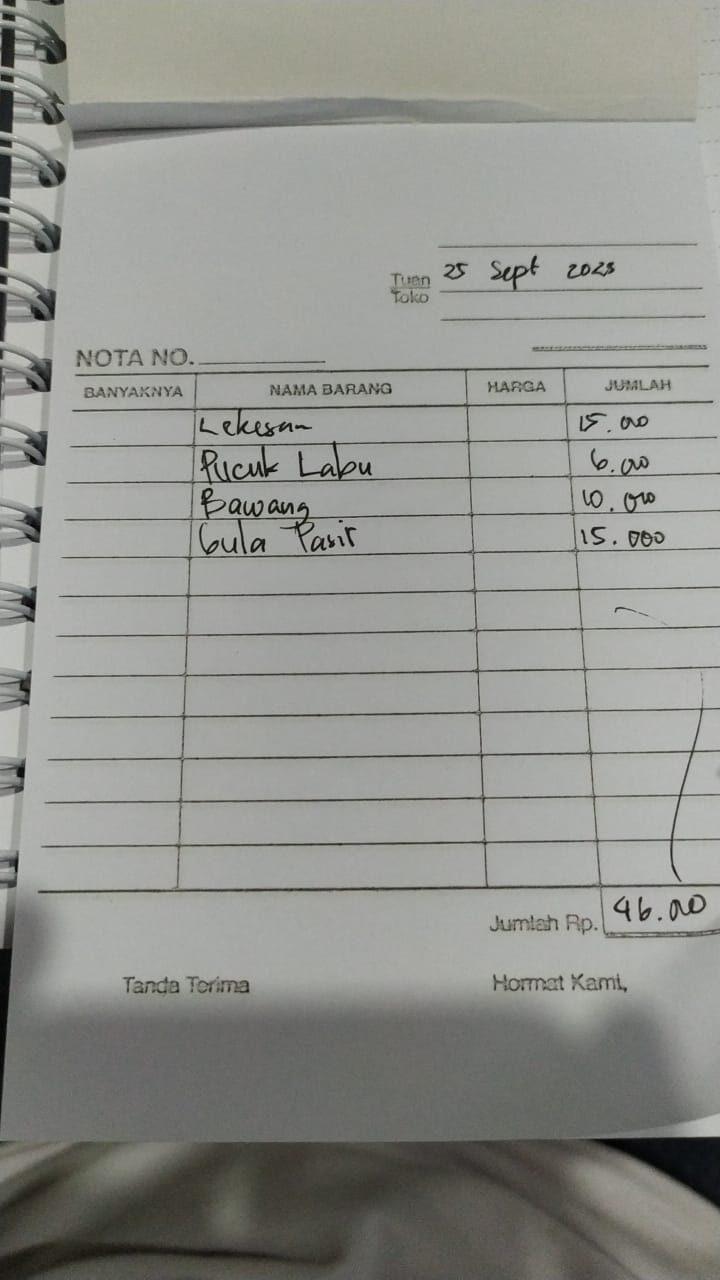 25 Sept 2023
Tuan
Toko
NOTA NO.
BANYAKNYA NAMA BARANG HARGA JUMLAH
Lekesan 15.000
Pucuk Labu 6.000
Bawang 10.000
Gula Pasir 15.000
Jumlah Rp. 46.000
Tanda Terima Hormat Kami,